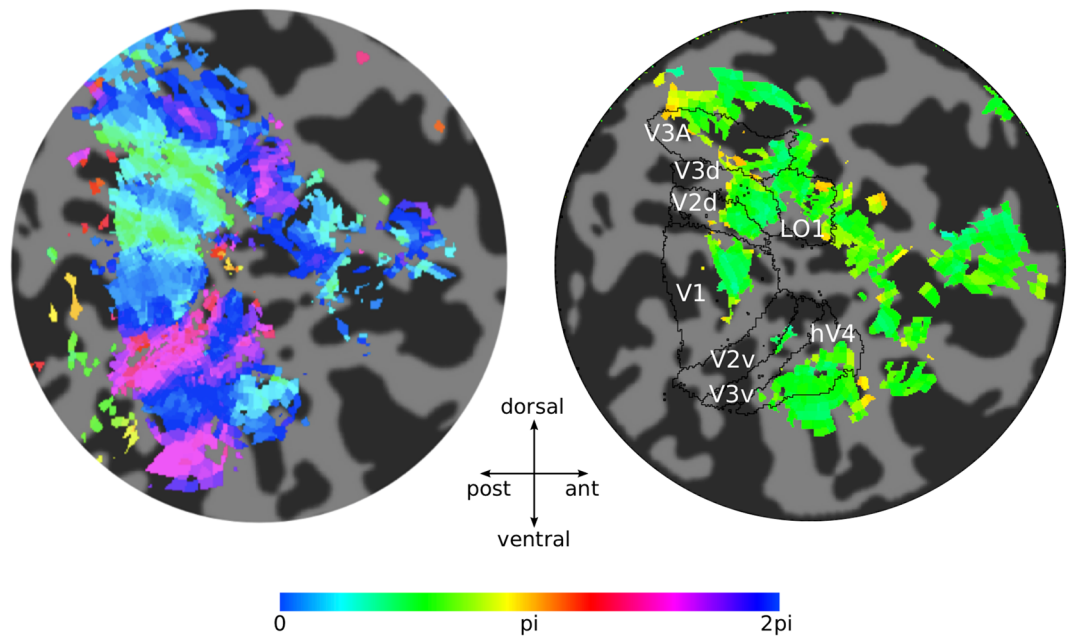 V3A
V3d
V2d
LO1
V1
hV4
V2v
V3v
dorsal
post ant
ventral
0 pi 2pi